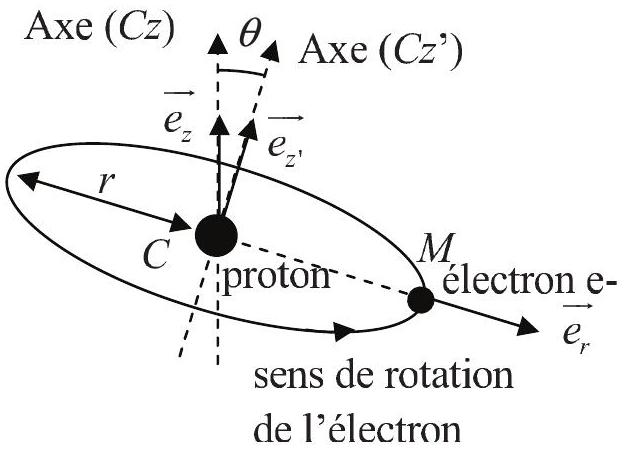 Axe (Cz)
θ
Axe (Cz')
e_z
e_z'
r
C
proton
M
électron e-
e_r
sens de rotation
de l'électron